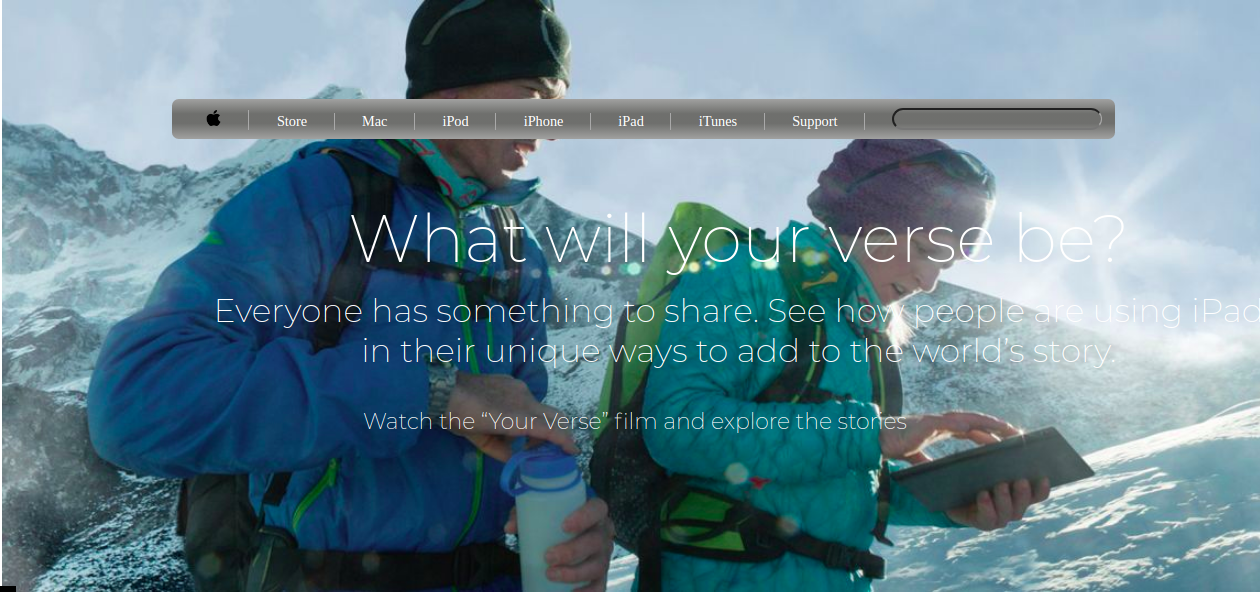 Store Mac iPod iPhone iPad iTunes Support
What will your verse be?
Everyone has something to share. See how people are using iPad
in their unique ways to add to the world's story.
Watch the “Your Verse” film and explore the stories